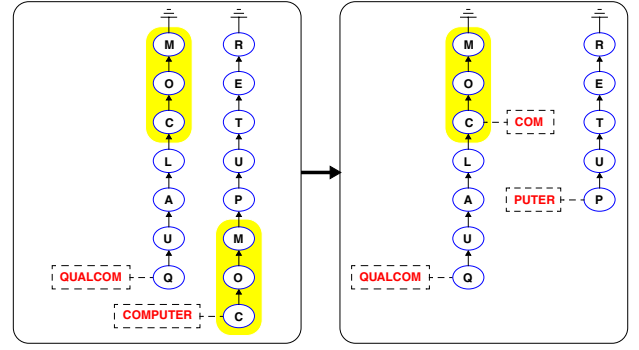 M R M R
O E O E
C T C COM T
L U L U
A P A PUTER P
U M U
QUALCOM Q O QUALCOM Q
COMPUTER C